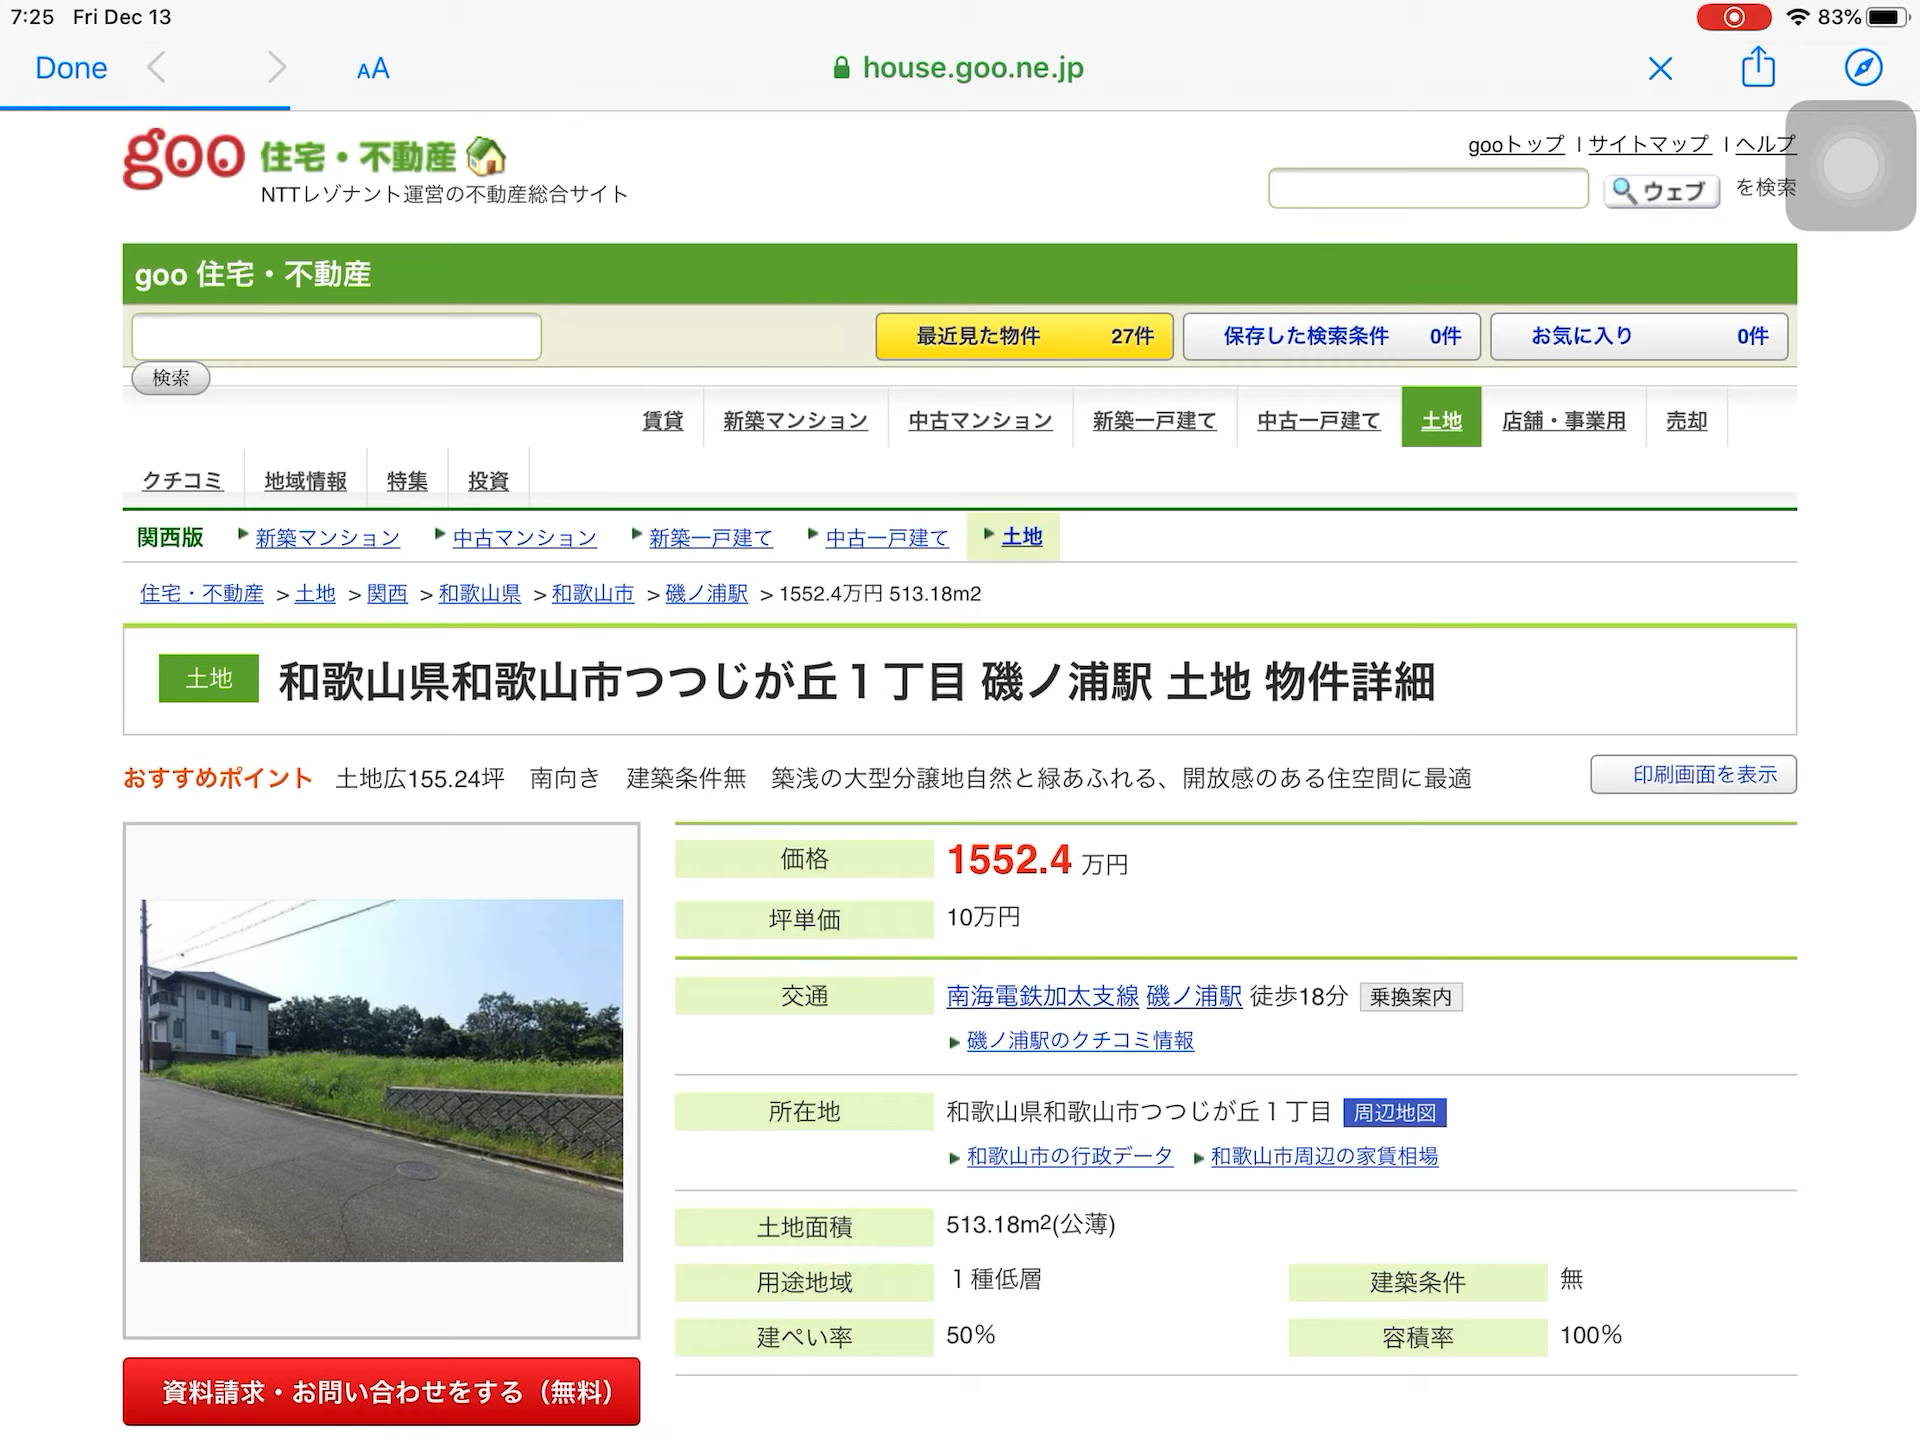 7:25 Fri Dec 13 83%
Done AA house.goo.ne.jp
goo 住宅・不動産
NTTレゾナント運営の不動産総合サイト
gooトップ | サイトマップ | ヘルプ
ウェブ を検索
goo 住宅・不動産
最近見た物件 27件 保存した検索条件 0件 お気に入り 0件
検索
賃貸 新築マンション 中古マンション 新築一戸建て 中古一戸建て 土地 店舗・事業用 売却
クチコミ 地域情報 特集 投資
関西版 新築マンション 中古マンション 新築一戸建て 中古一戸建て 土地
住宅・不動産 > 土地 > 関西 > 和歌山県 > 和歌山市 > 磯ノ浦駅 > 1552.4万円 513.18m2
土地 和歌山県和歌山市つつじが丘1丁目 磯ノ浦駅 土地 物件詳細
おすすめポイント 土地広155.24坪 南向き 建築条件無 築浅の大型分譲地自然と緑あふれる、開放感のある住空間に最適
印刷画面を表示
価格 1552.4 万円
坪単価 10万円
交通 南海電鉄加太支線 磯ノ浦駅 徒歩18分 乗換案内
磯ノ浦駅のクチコミ情報
所在地 和歌山県和歌山市つつじが丘1丁目 周辺地図
和歌山市の行政データ 和歌山市周辺の家賃相場
土地面積 513.18m2(公薄)
用途地域 1種低層 建築条件 無
建ぺい率 50% 容積率 100%
資料請求・お問い合わせをする（無料）